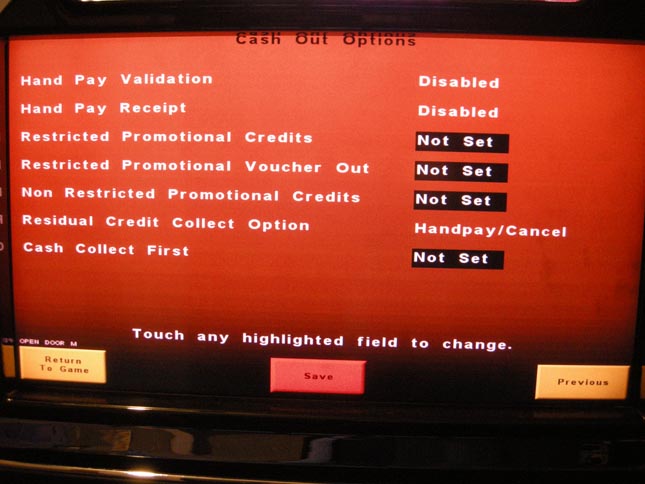 Cash Out Options
Hand Pay Validation Disabled
Hand Pay Receipt Disabled
Restricted Promotional Credits Not Set
Restricted Promotional Voucher Out Not Set
Non Restricted Promotional Credits Not Set
Residual Credit Collect Option Handpay/Cancel
Cash Collect First Not Set
Touch any highlighted field to change.
OPEN DOOR M
Return
To Game
Save
Previous